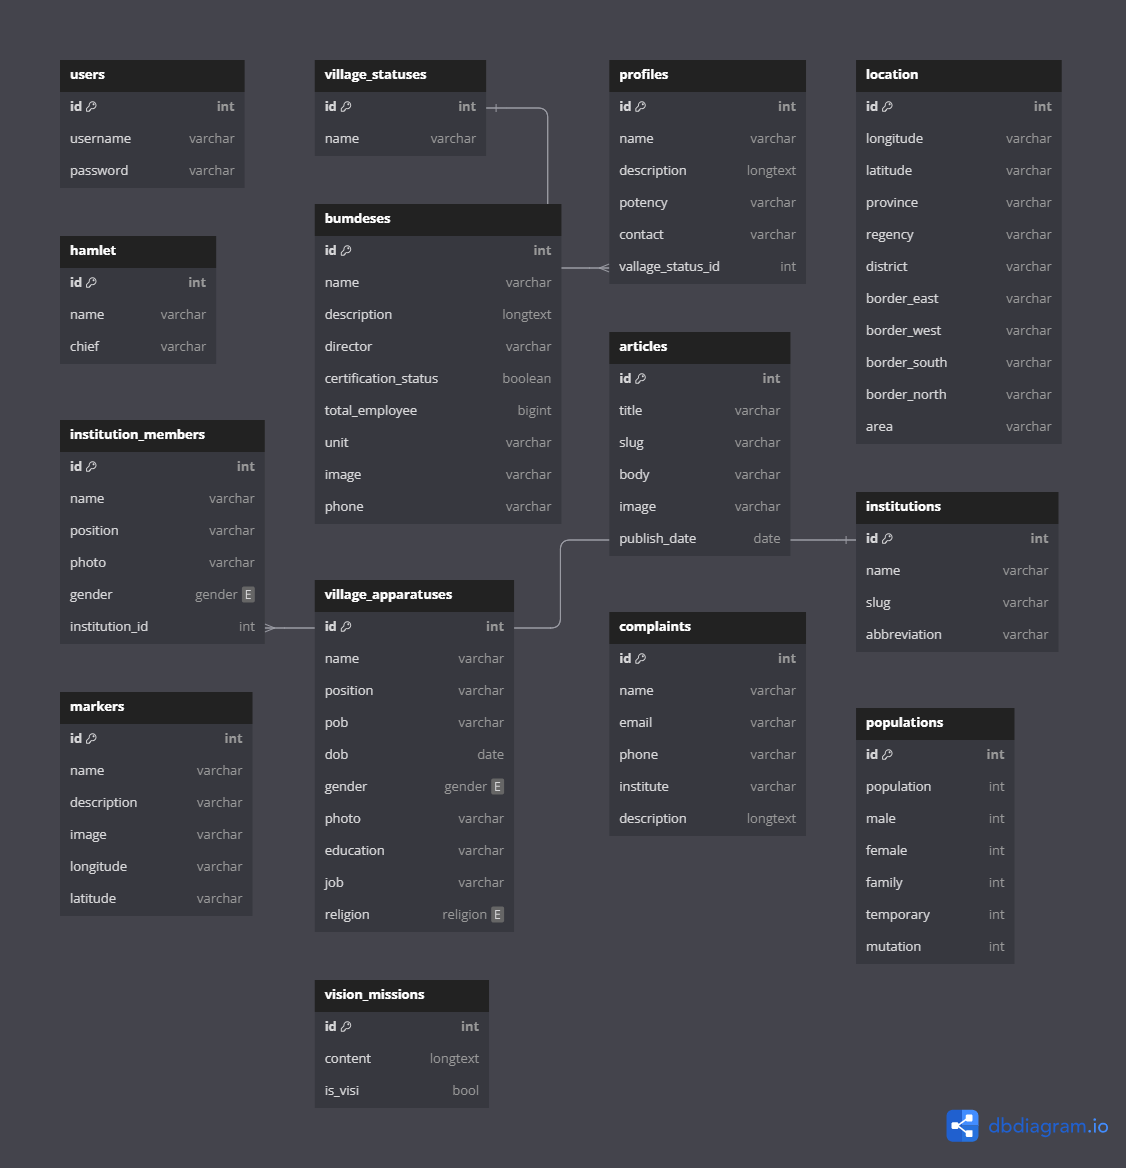 users
id int
username varchar
password varchar
village_statuses
id int
name varchar
profiles
id int
name varchar
description longtext
potency varchar
contact varchar
vallage_status_id int
location
id int
longitude varchar
latitude varchar
province varchar
regency varchar
district varchar
border_east varchar
border_west varchar
border_south varchar
border_north varchar
area varchar
hamlet
id int
name varchar
chief varchar
bumdeses
id int
name varchar
description longtext
director varchar
certification_status boolean
total_employee bigint
unit varchar
image varchar
phone varchar
articles
id int
title varchar
slug varchar
body varchar
image varchar
publish_date date
institution_members
id int
name varchar
position varchar
photo varchar
gender gender E
institution_id int
institutions
id int
name varchar
slug varchar
abbreviation varchar
village_apparatuses
id int
name varchar
position varchar
pob varchar
dob date
gender gender E
photo varchar
education varchar
job varchar
religion religion E
complaints
id int
name varchar
email varchar
phone varchar
institute varchar
description longtext
markers
id int
name varchar
description varchar
image varchar
longitude varchar
latitude varchar
populations
id int
population int
male int
female int
family int
temporary int
mutation int
vision_missions
id int
content longtext
is_visi bool
dbdiagram.io